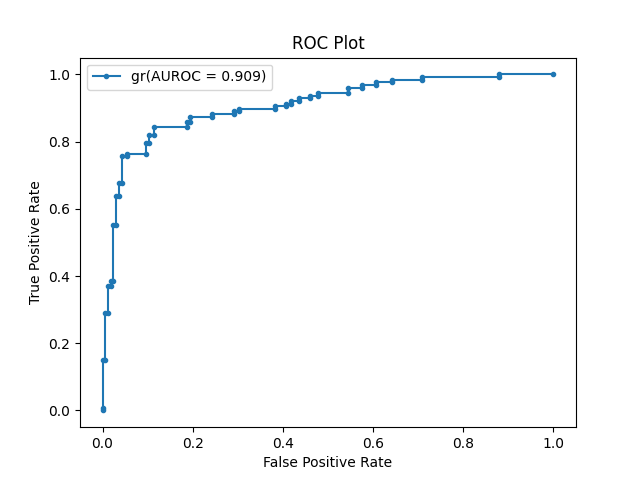 ROC Plot
gr(AUROC = 0.909)
1.0
0.8
0.6
0.4
0.2
0.0
True Positive Rate
0.0 0.2 0.4 0.6 0.8 1.0
False Positive Rate